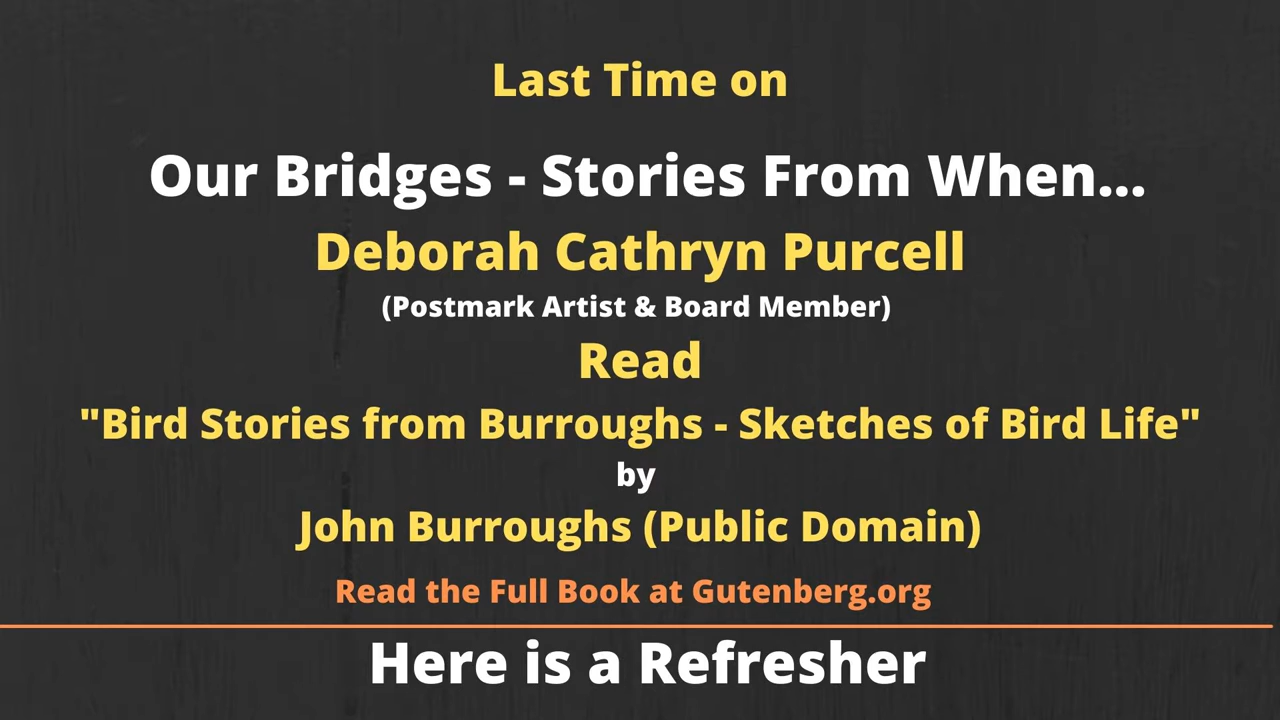 Last Time on
Our Bridges - Stories From When...
Deborah Cathryn Purcell
(Postmark Artist & Board Member)
Read
"Bird Stories from Burroughs - Sketches of Bird Life"
by
John Burroughs (Public Domain)
Read the Full Book at Gutenberg.org
Here is a Refresher